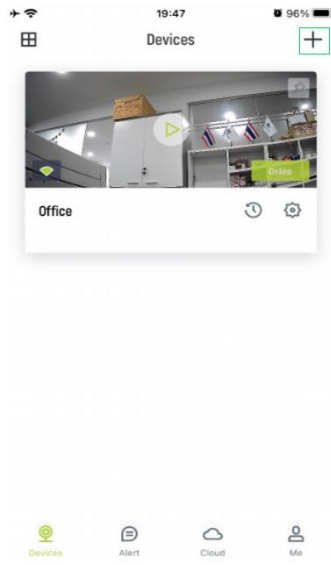 19:47
96%
Devices
Online
Office
Devices
Alert
Cloud
Me